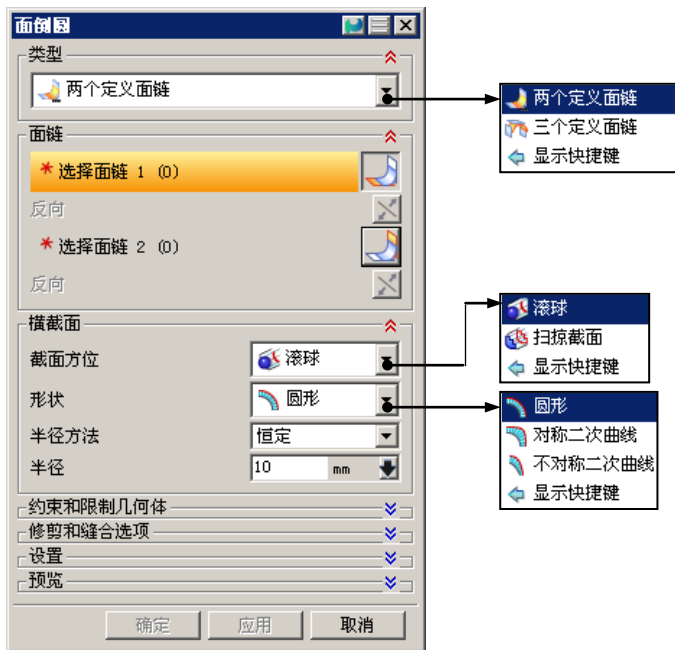 面倒圆
类型
两个定义面链
面链
* 选择面链 1 (0)
反向
* 选择面链 2 (0)
反向
横截面
截面方位 滚球
形状 圆形
半径方法 恒定
半径 10 mm
约束和限制几何体
修剪和缝合选项
设置
预览
确定 应用 取消
两个定义面链
三个定义面链
显示快捷键
滚球
扫掠截面
显示快捷键
圆形
对称二次曲线
不对称二次曲线
显示快捷键